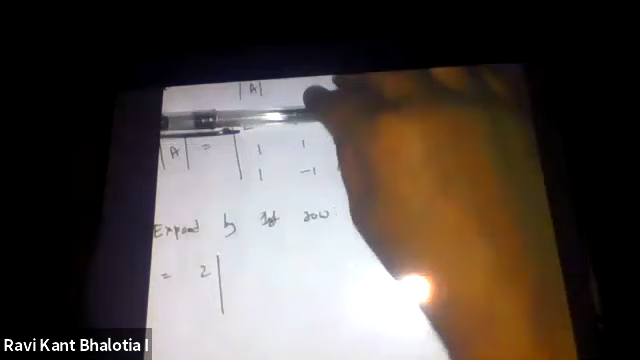 |A|
|A| = | 1 1
1 -1
Expand by 1st row
= 2 |
Ravi Kant Bhalotia I